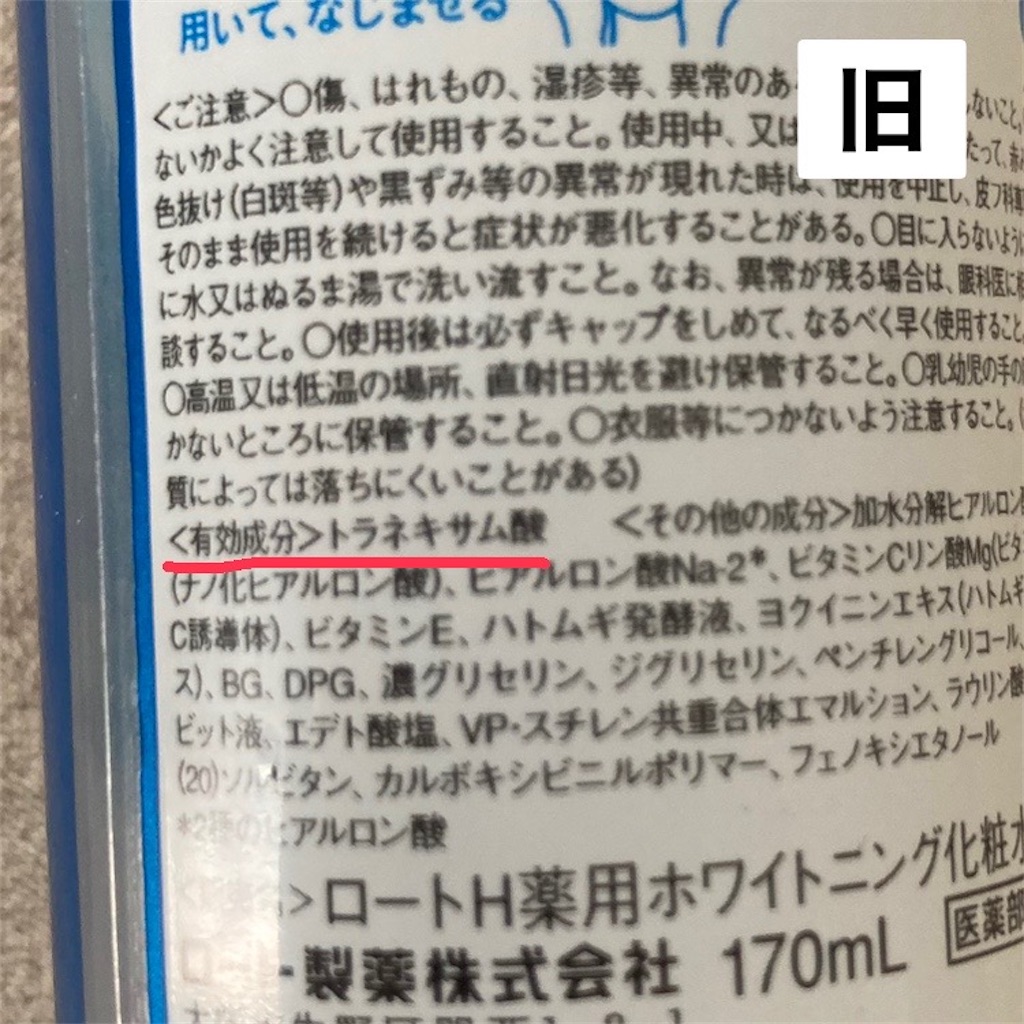 用いて、なじませる
旧
<ご注意>〇傷、はれもの、湿疹等、異常のあ ないこと。
ないかよく注意して使用すること。使用中、又は たって、赤
色抜け(白斑等)や黒ずみ等の異常が現れた時は、使用を中止し、皮フ科専
そのまま使用を続けると症状が悪化することがある。〇目に入らないように
に水又はぬるま湯で洗い流すこと。なお、異常が残る場合は、眼科医に
談すること。〇使用後は必ずキャップをしめて、なるべく早く使用すること。
〇高温又は低温の場所、直射日光を避け保管すること。〇乳幼児の手の
かないところに保管すること。〇衣服等につかないよう注意すること。(
質によっては落ちにくいことがある)
<有効成分>トラネキサム酸 <その他の成分>加水分解ヒアルロン
(ナノ化ヒアルロン酸)、ヒアルロン酸Na-2*、ビタミンCリン酸Mg(ビタ
C誘導体)、ビタミンE、ハトムギ発酵液、ヨクイニンエキス(ハトムギ
ス)、BG、DPG、濃グリセリン、ジグリセリン、ペンチレングリコール、
ビット液、エデト酸塩、VP・スチレン共重合体エマルション、ラウリン酸
(20)ソルビタン、カルボキシビニルポリマー、フェノキシエタノール
*2種のヒアルロン酸
>ロートH薬用ホワイトニング化粧水
ー製薬株式会社 170mL 医薬部